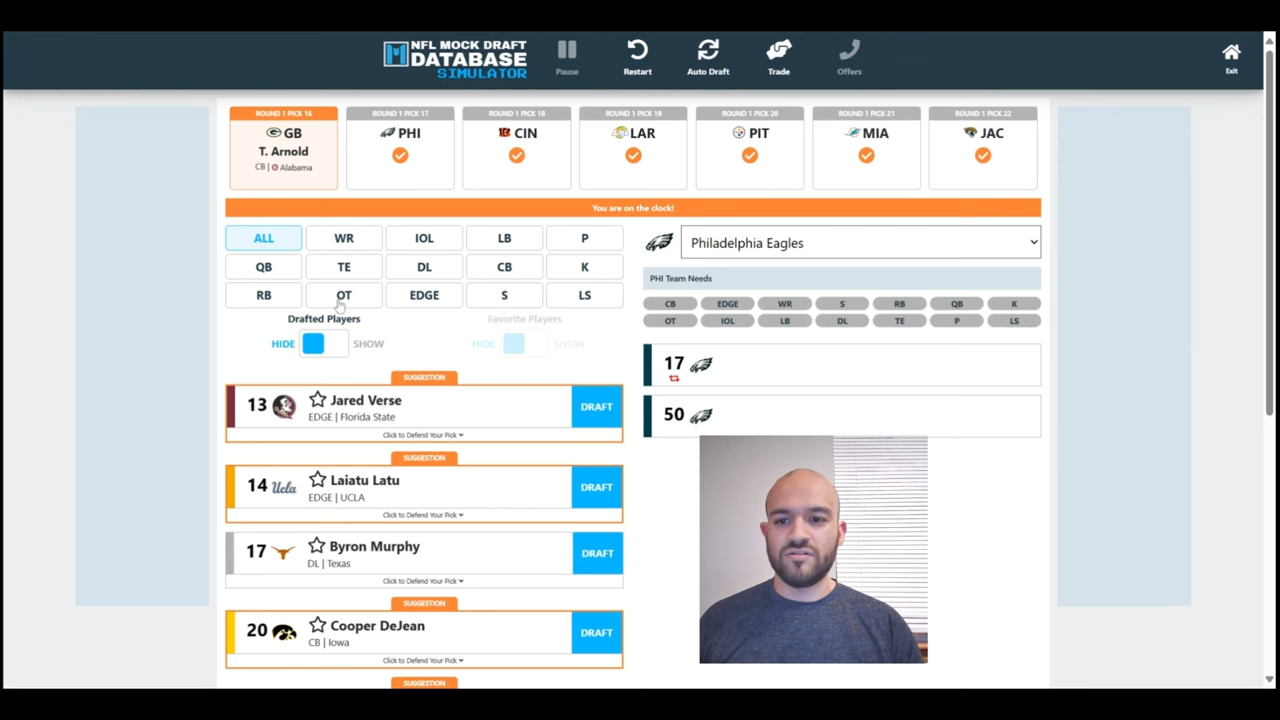 NFL MOCK DRAFT
DATABASE
SIMULATOR
Pause
Restart
Auto Draft
Trade
Offers
Exit
ROUND 1 PICK 16
GB
T. Arnold
CB | Alabama
ROUND 1 PICK 17
PHI
ROUND 1 PICK 18
CIN
ROUND 1 PICK 19
LAR
ROUND 1 PICK 20
PIT
ROUND 1 PICK 21
MIA
ROUND 1 PICK 22
JAC
You are on the clock!
ALL WR IOL LB P
QB TE DL CB K
RB OT EDGE S LS
Drafted Players
HIDE SHOW
Favorite Players
HIDE SHOW
SUGGESTION
13 Jared Verse
EDGE | Florida State
DRAFT
Click to Defend Your Pick
SUGGESTION
14 Ucla Laiatu Latu
EDGE | UCLA
DRAFT
Click to Defend Your Pick
17 Byron Murphy
DL | Texas
DRAFT
Click to Defend Your Pick
SUGGESTION
20 Cooper DeJean
CB | Iowa
DRAFT
Click to Defend Your Pick
SUGGESTION
Philadelphia Eagles
PHI Team Needs
CB EDGE WR S RB QB K
OT IOL LB DL TE P LS
17
50